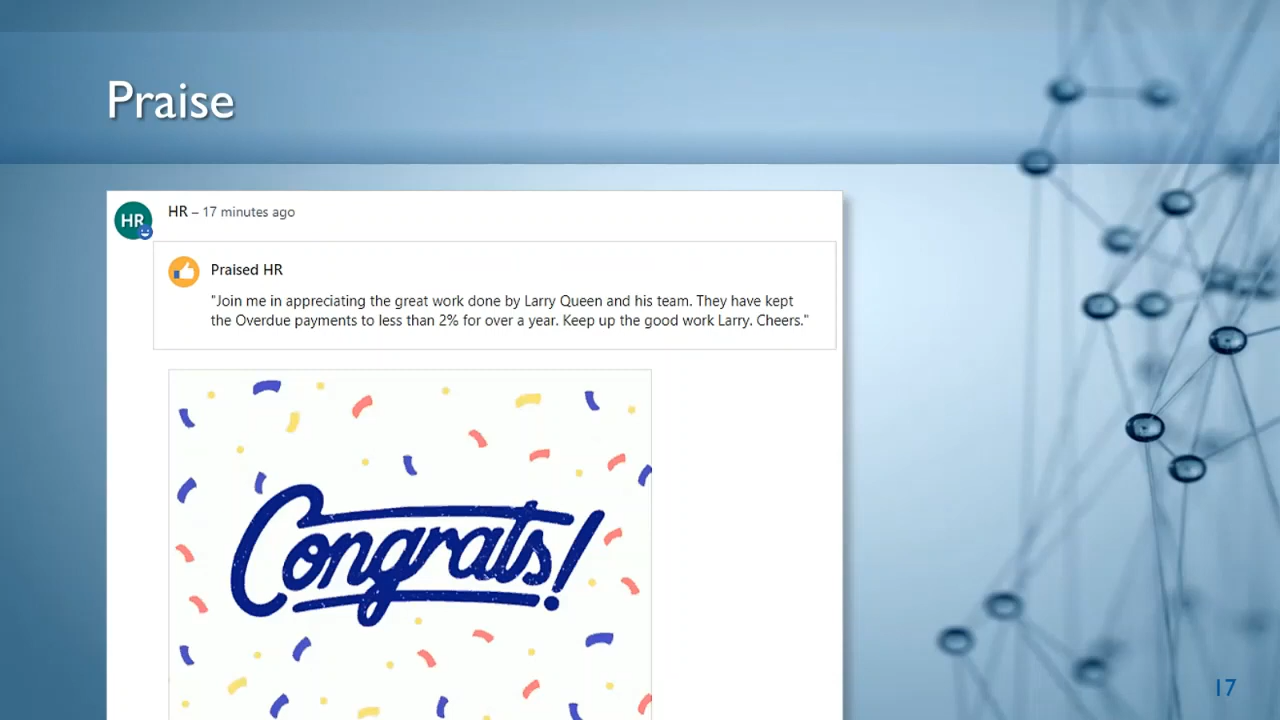 Praise
HR
HR – 17 minutes ago
Praised HR
"Join me in appreciating the great work done by Larry Queen and his team. They have kept
the Overdue payments to less than 2% for over a year. Keep up the good work Larry. Cheers."
Congrats!
17